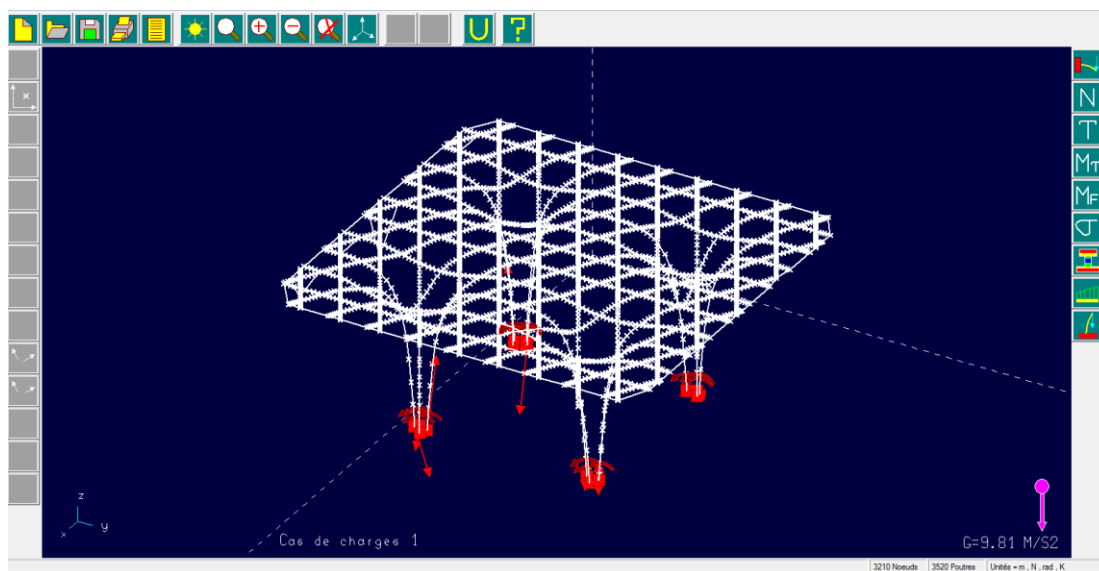 U ?
N
T
MT
MF
σ
x
z
y
x
Cas de charges 1
G=9.81 M/S2
3210 Noeuds 3520 Poutres Unités = m , N , rad , K